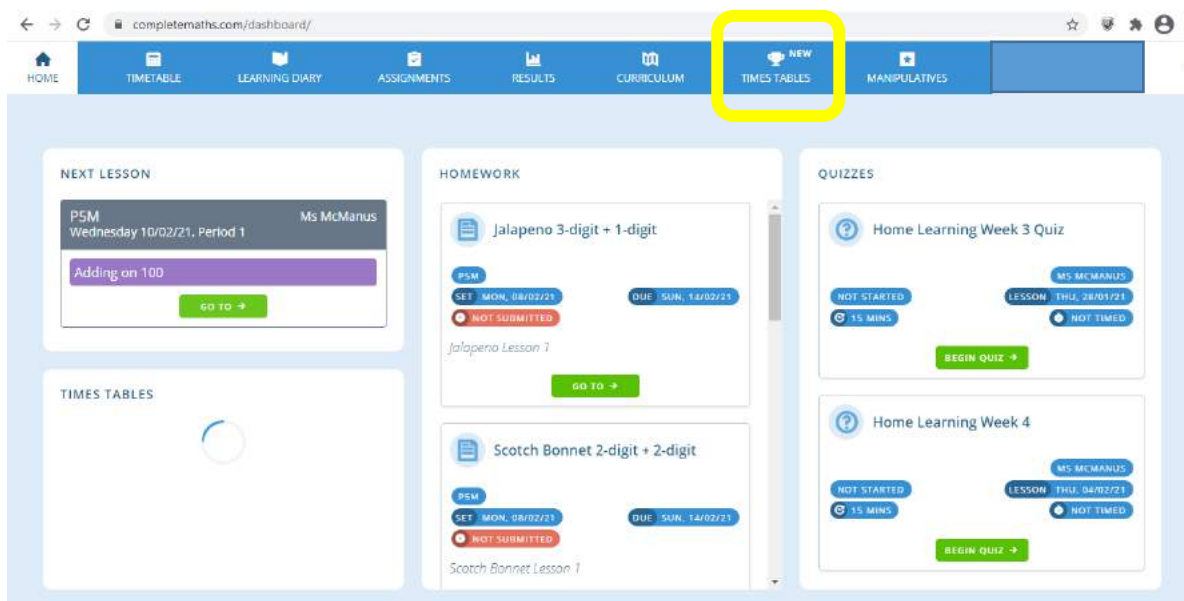 completemaths.com/dashboard/
HOME
TIMETABLE
LEARNING DIARY
ASSIGNMENTS
RESULTS
CURRICULUM
NEW
TIMES TABLES
MANIPULATIVES
NEXT LESSON
P5M Ms McManus
Wednesday 10/02/21, Period 1
Adding on 100
GO TO →
TIMES TABLES
HOMEWORK
Jalapeno 3-digit + 1-digit
P5M
SET MON, 08/02/21 DUE SUN, 14/02/21
NOT SUBMITTED
Jalapeno Lesson 1
GO TO →
Scotch Bonnet 2-digit + 2-digit
P5M
SET MON, 08/02/21 DUE SUN, 14/02/21
NOT SUBMITTED
Scotch Bonnet Lesson 1
QUIZZES
Home Learning Week 3 Quiz
MS MCMANUS
NOT STARTED LESSON THU, 28/01/21
15 MINS NOT TIMED
BEGIN QUIZ →
Home Learning Week 4
MS MCMANUS
NOT STARTED LESSON THU, 04/02/21
15 MINS NOT TIMED
BEGIN QUIZ →